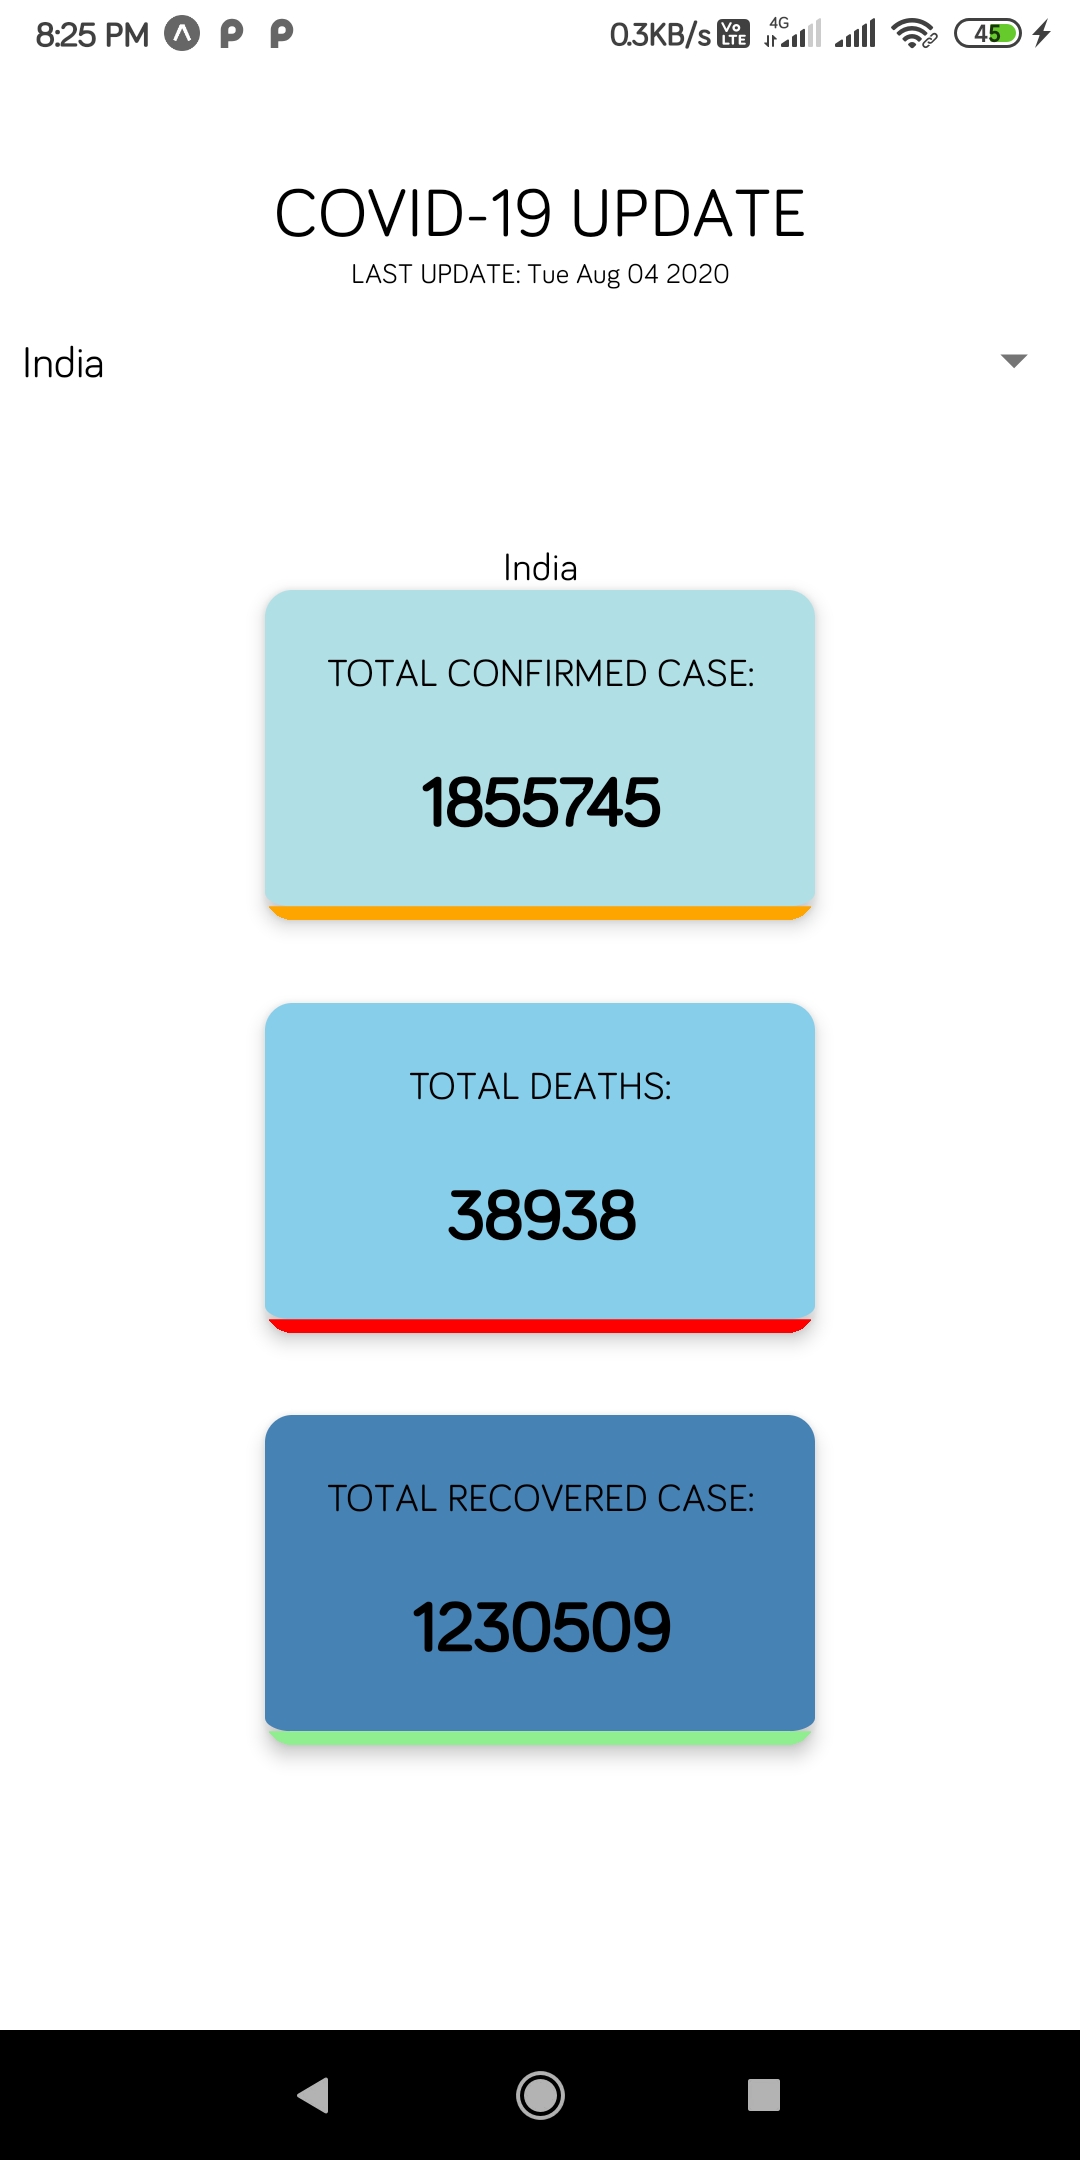 8:25 PM 0.3KB/s Vo LTE 4G 45
COVID-19 UPDATE
LAST UPDATE: Tue Aug 04 2020
India
India
TOTAL CONFIRMED CASE:
1855745
TOTAL DEATHS:
38938
TOTAL RECOVERED CASE:
1230509